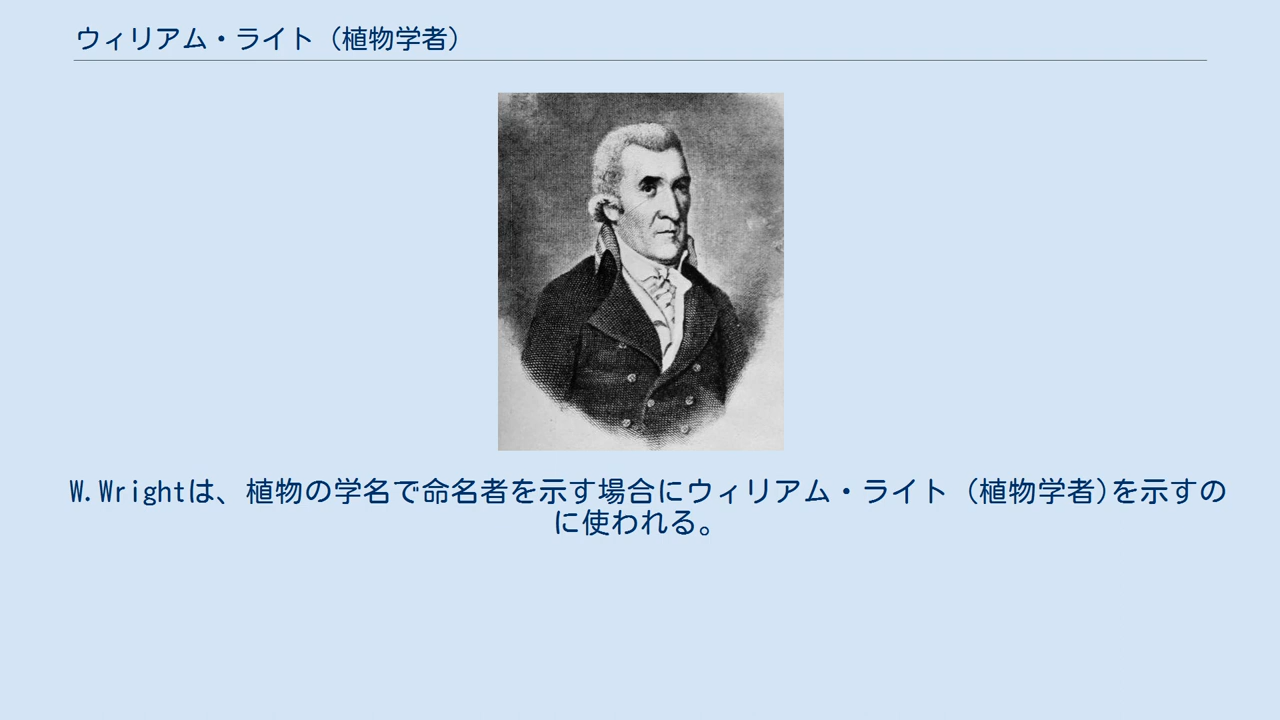 ウィリアム・ライト (植物学者)
W.Wrightは、植物の学名で命名者を示す場合にウィリアム・ライト (植物学者)を示すの
に使われる。